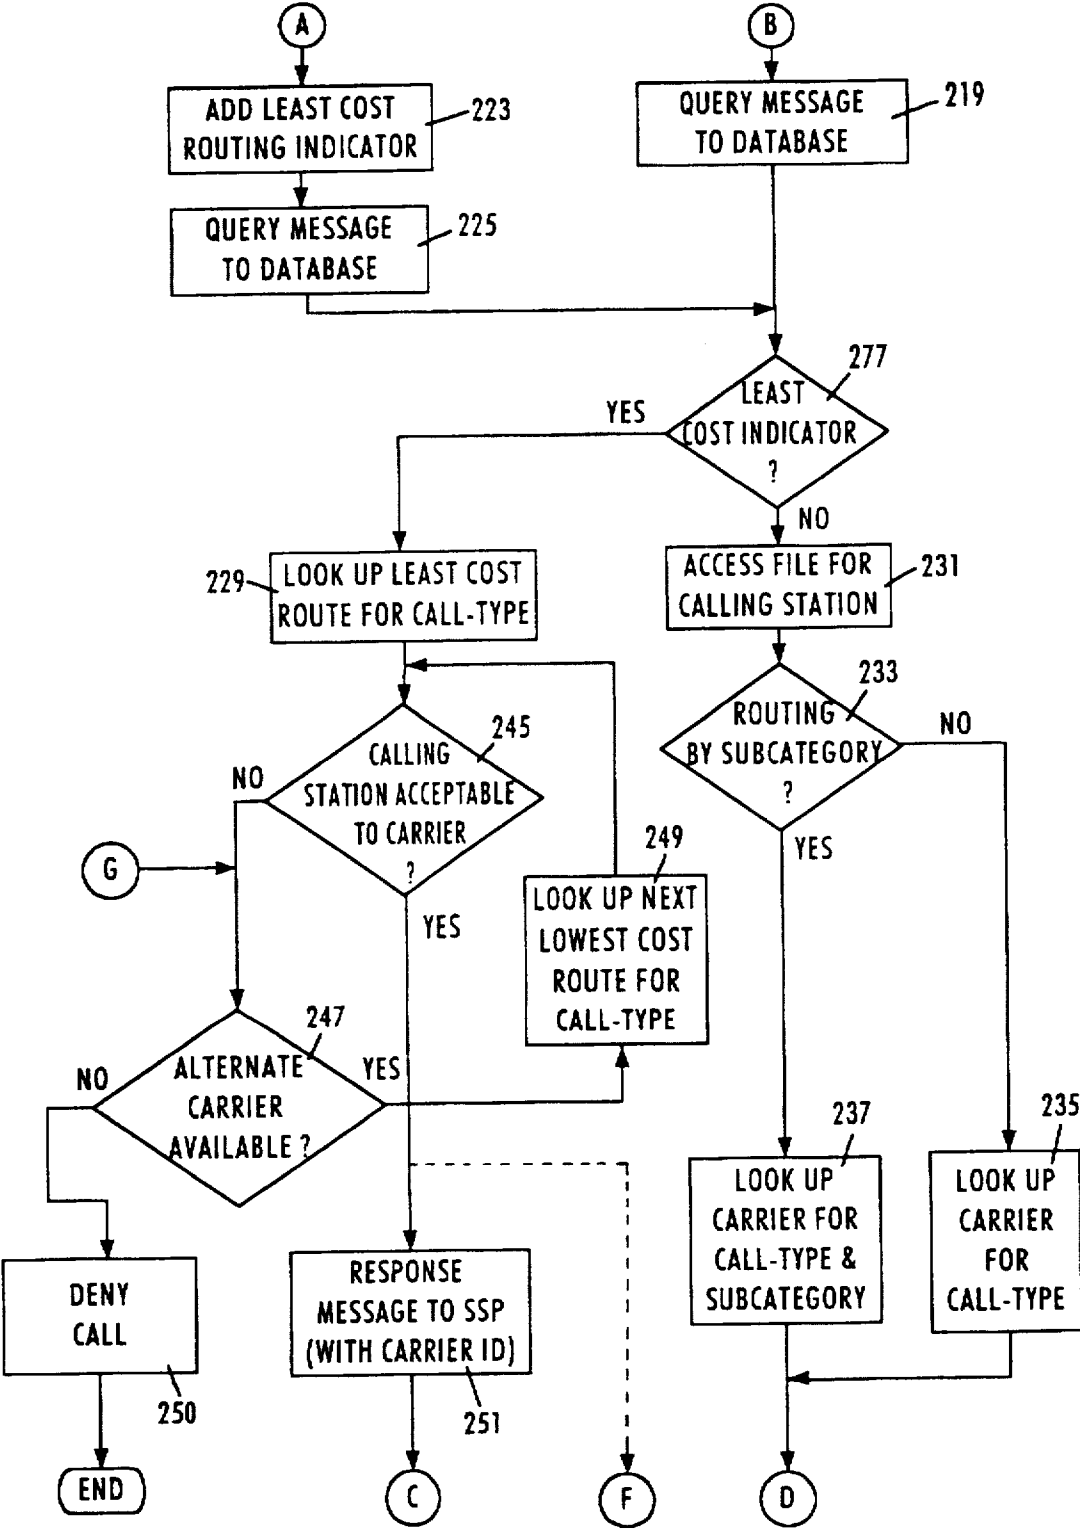 A
ADD LEAST COST
ROUTING INDICATOR
223
QUERY MESSAGE
TO DATABASE
225
B
QUERY MESSAGE
TO DATABASE
219
LEAST
COST INDICATOR
?
277
YES
NO
LOOK UP LEAST COST
ROUTE FOR CALL-TYPE
229
ACCESS FILE FOR
CALLING STATION
231
CALLING
STATION ACCEPTABLE
TO CARRIER
?
245
NO
YES
ROUTING
BY SUBCATEGORY
?
233
NO
YES
G
LOOK UP NEXT
LOWEST COST
ROUTE FOR
CALL-TYPE
249
ALTERNATE
CARRIER
AVAILABLE ?
247
NO
YES
LOOK UP
CARRIER FOR
CALL-TYPE &
SUBCATEGORY
237
LOOK UP
CARRIER
FOR
CALL-TYPE
235
DENY
CALL
250
RESPONSE
MESSAGE TO SSP
(WITH CARRIER ID)
251
END
C
F
D